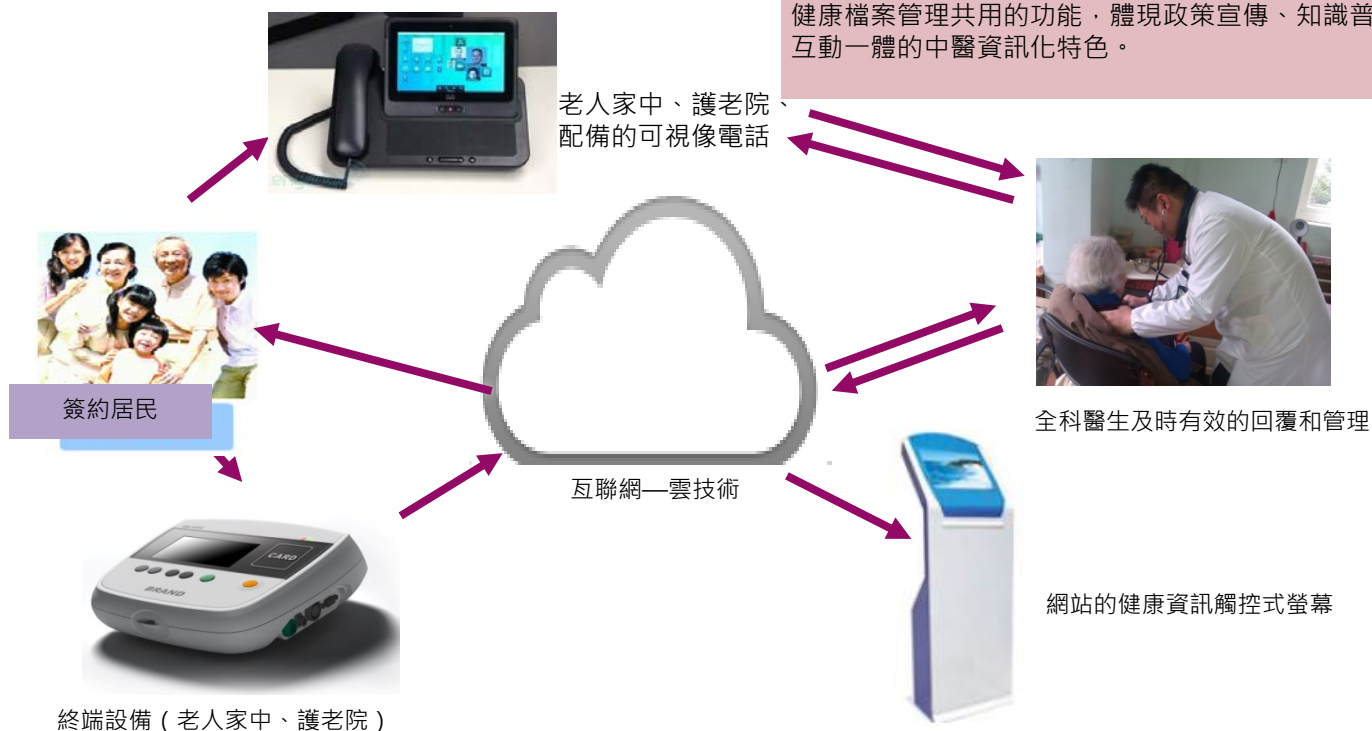 健康檔案管理共用的功能，體現政策宣傳、知識普
互動一體的中醫資訊化特色。
老人家中、護老院、
配備的可視像電話
簽約居民
全科醫生及時有效的回覆和管理
互聯網—雲技術
CARD
BRAND
網站的健康資訊觸控式螢幕
終端設備（老人家中、護老院）